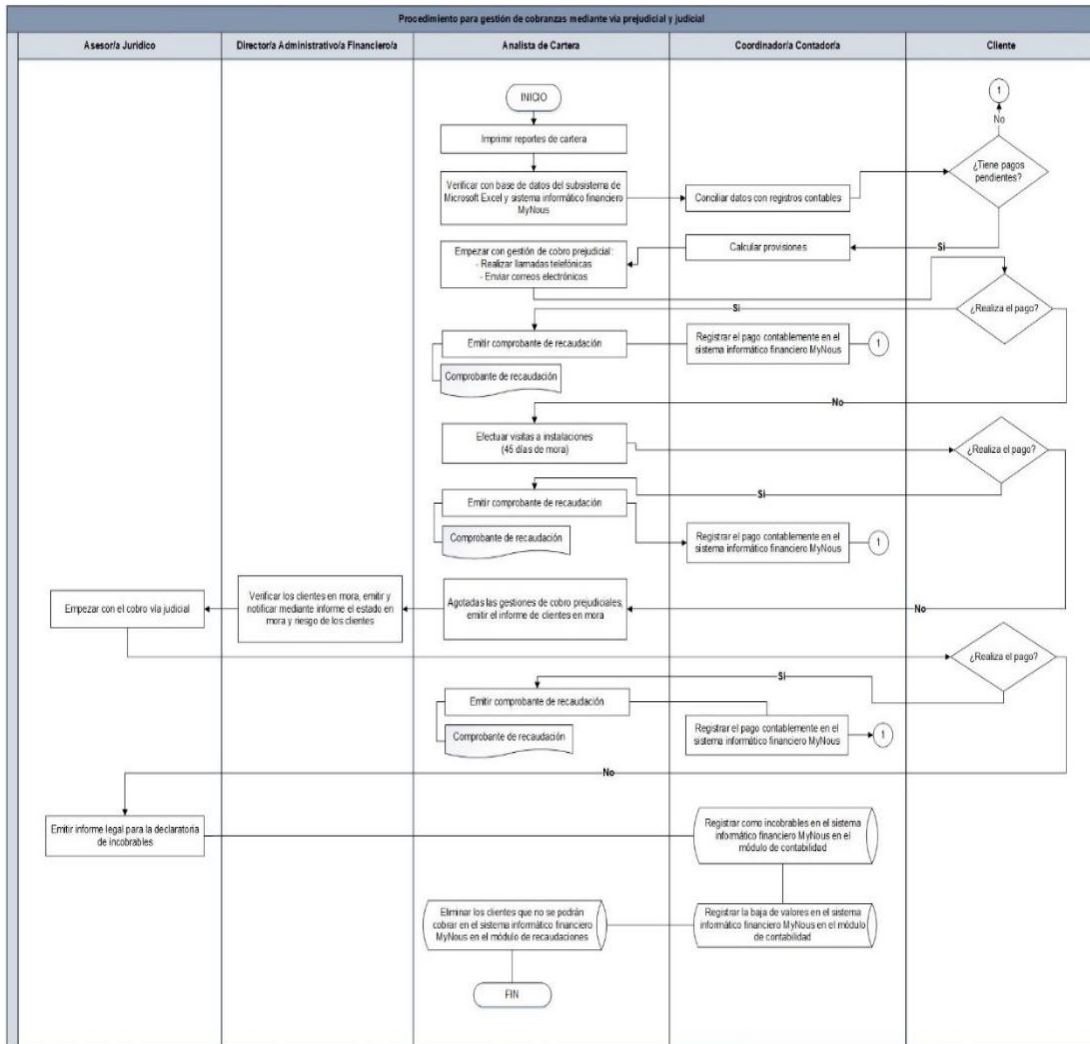 Procedimiento para gestión de cobranzas mediante vía prejudicial y judicial
Asesor/a Jurídico
Director/a Administrativo/a Financiero/a
Analista de Cartera
Coordinador/a Contador/a
Cliente
INICIO
1
No
Imprimir reportes de cartera
¿Tiene pagos
pendientes?
Verificar con base de datos del subsistema de
Microsoft Excel y sistema informático financiero
MyNous
Conciliar datos con registros contables
Calcular provisiones
Si
Empezar con gestión de cobro prejudicial:
- Realizar llamadas telefónicas
- Enviar correos electrónicos
¿Realiza el pago?
Si
Emitir comprobante de recaudación
Registrar el pago contablemente en el
sistema informático financiero MyNous
1
Comprobante de recaudación
No
Efectuar visitas a instalaciones
(45 días de mora)
¿Realiza el pago?
Si
Emitir comprobante de recaudación
Comprobante de recaudación
Registrar el pago contablemente en el
sistema informático financiero MyNous
1
Empezar con el cobro vía judicial
Verificar los clientes en mora, emitir y
notificar mediante informe el estado en
mora y riesgo de los clientes
Agotadas las gestiones de cobro prejudiciales,
emitir el informe de clientes en mora
No
¿Realiza el pago?
Si
Emitir comprobante de recaudación
Comprobante de recaudación
Registrar el pago contablemente en el
sistema informático financiero MyNous
1
No
Emitir informe legal para la declaratoria
de incobrables
Registrar como incobrables en el sistema
informático financiero MyNous en el
módulo de contabilidad
Eliminar los clientes que no se podrán
cobrar en el sistema informático financiero
MyNous en el módulo de recaudaciones
Registrar la baja de valores en el sistema
informático financiero MyNous en el módulo
de contabilidad
FIN